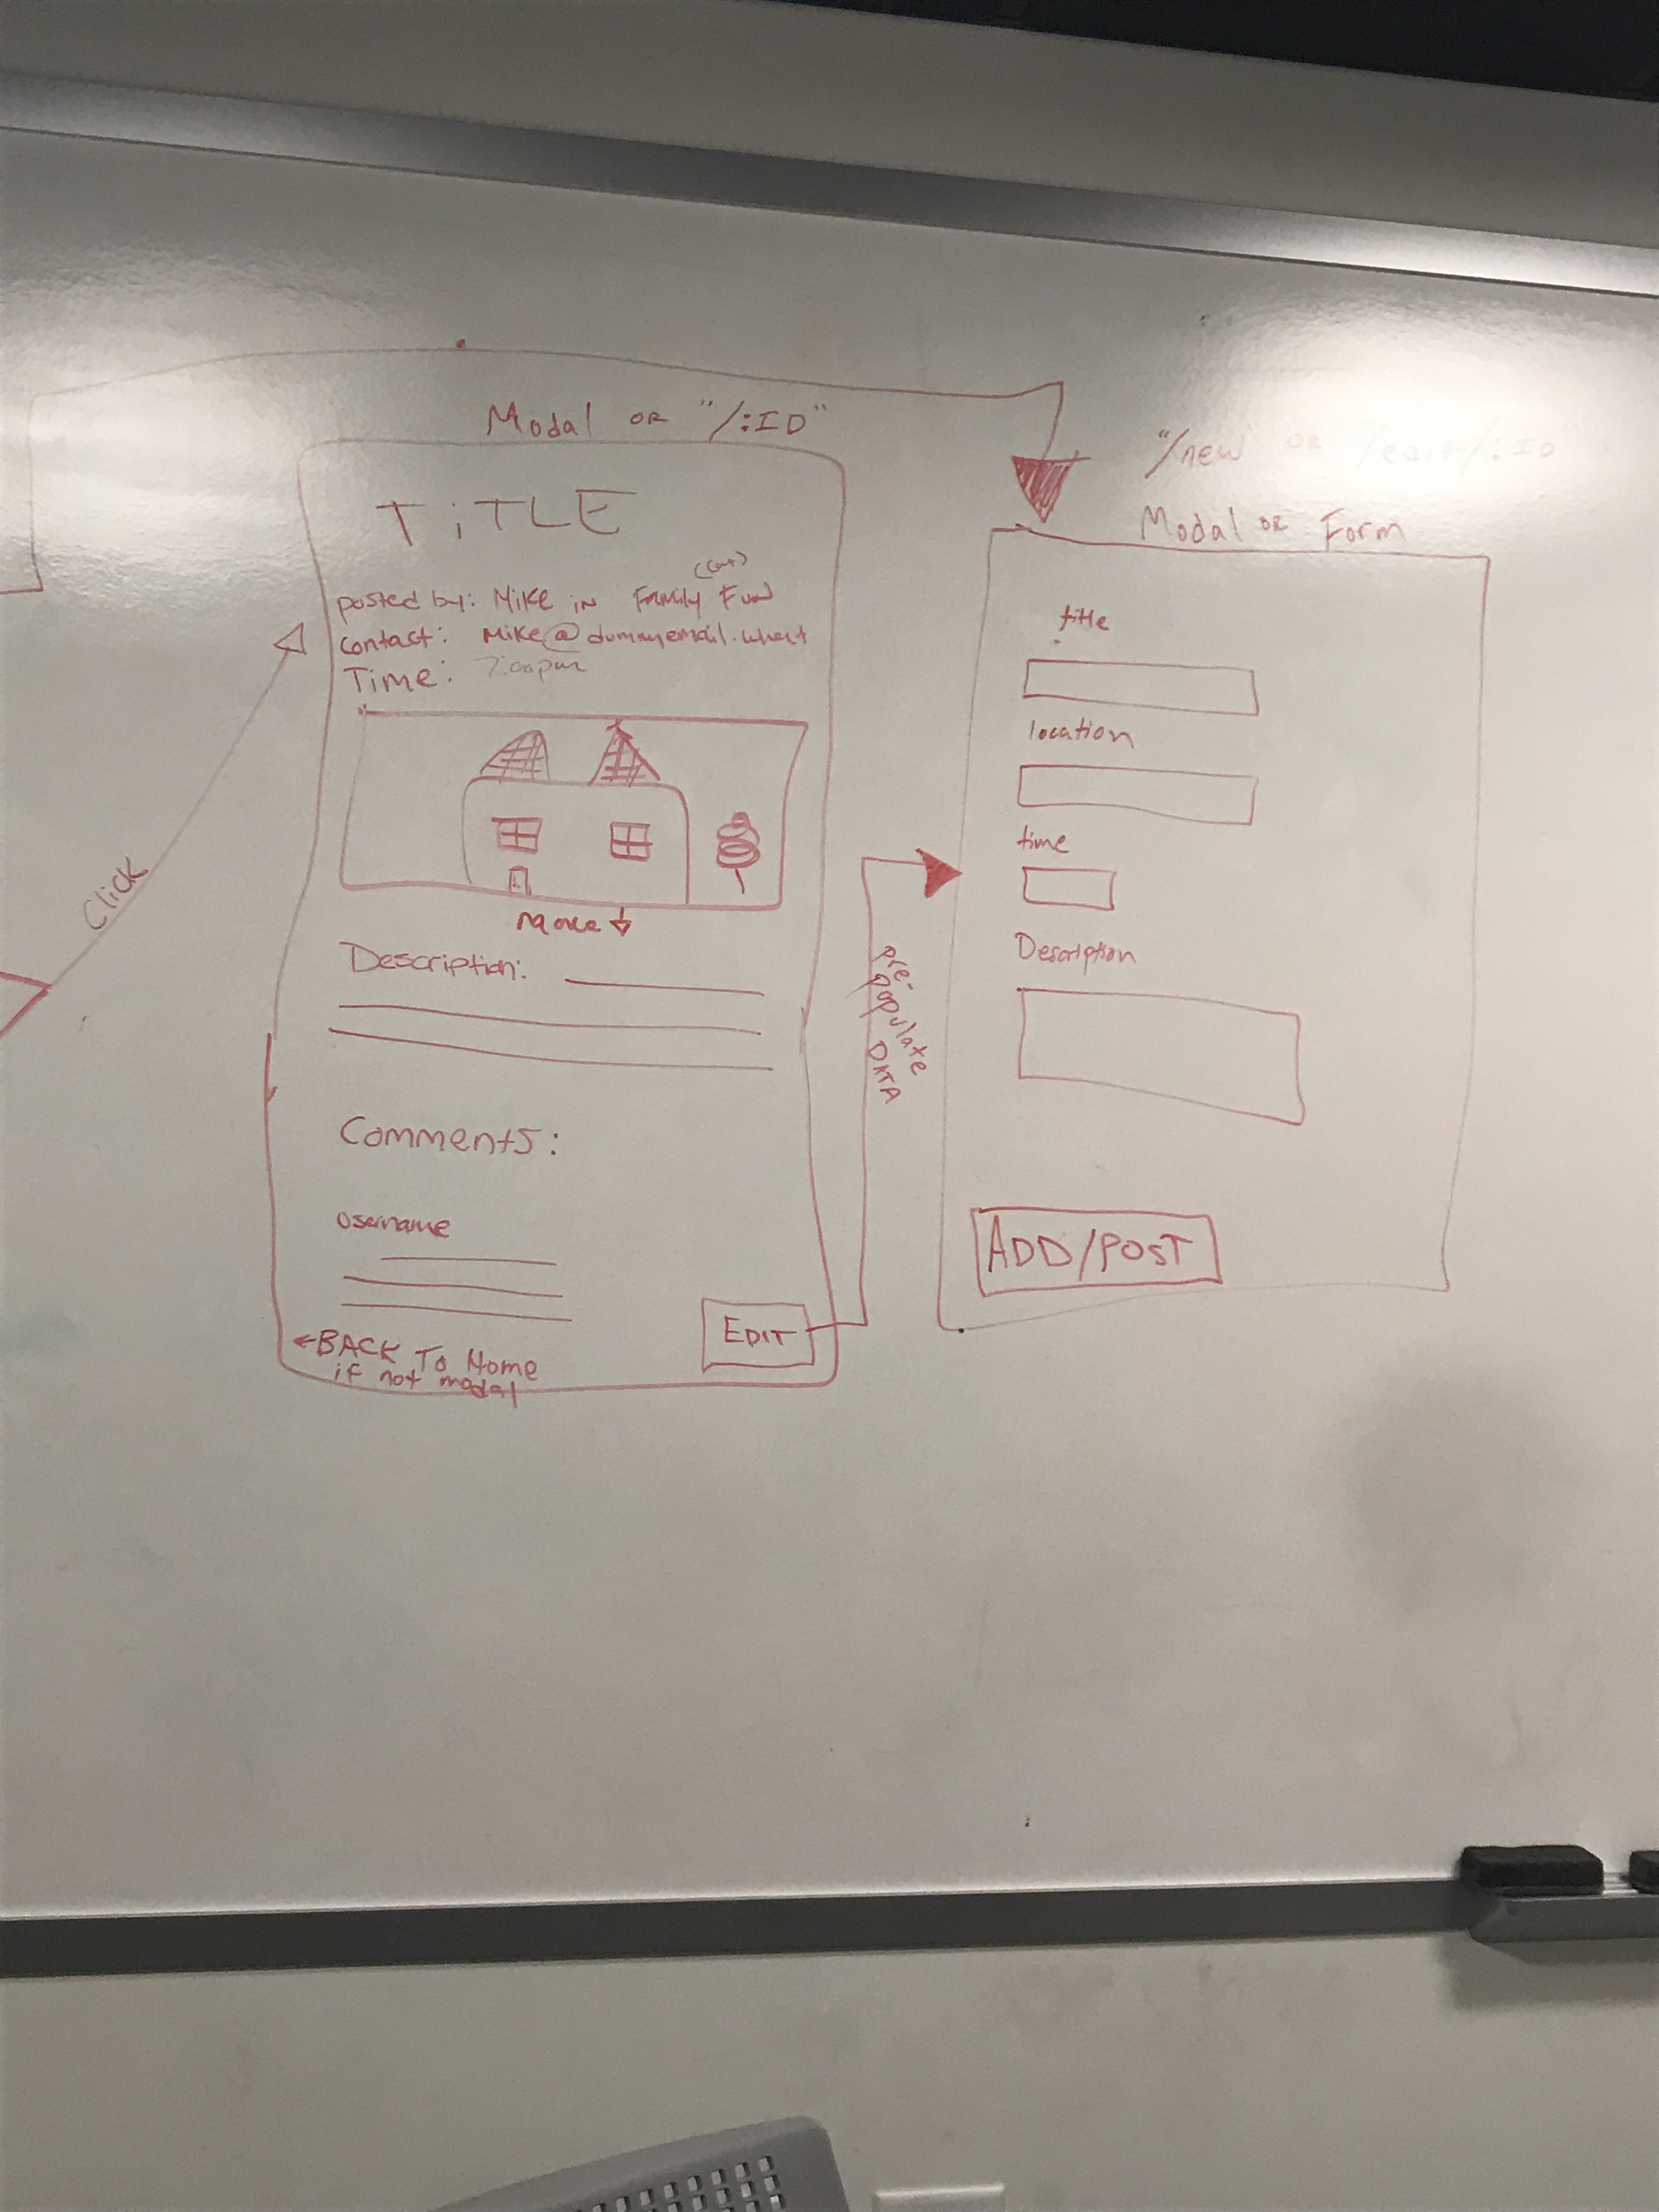 Modal OR "/:ID"
TiTLE
(cat)
posted by: Mike in Family Fun
contact: Mike@dummyemail.what
Time: 7:00pm
More ↓
Description:
Comments:
username
EDIT
←BACK To Home
if not modal
Click
pre-
populate
DATA
"/new" OR "/edit/:ID"
Modal OR Form
title
location
time
Description
ADD/POST